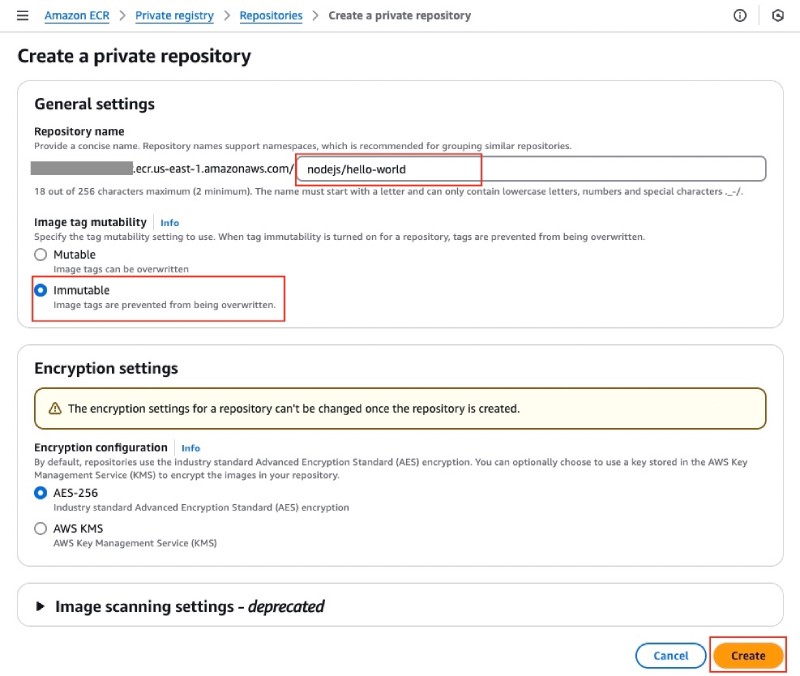 Amazon ECR > Private registry > Repositories > Create a private repository
Create a private repository
General settings
Repository name
Provide a concise name. Repository names support namespaces, which is recommended for grouping similar repositories.
.ecr.us-east-1.amazonaws.com/ nodejs/hello-world
18 out of 256 characters maximum (2 minimum). The name must start with a letter and can only contain lowercase letters, numbers and special characters ._-/.
Image tag mutability Info
Specify the tag mutability setting to use. When tag immutability is turned on for a repository, tags are prevented from being overwritten.
Mutable
Image tags can be overwritten
Immutable
Image tags are prevented from being overwritten.
Encryption settings
The encryption settings for a repository can't be changed once the repository is created.
Encryption configuration Info
By default, repositories use the industry standard Advanced Encryption Standard (AES) encryption. You can optionally choose to use a key stored in the AWS Key
Management Service (KMS) to encrypt the images in your repository.
AES-256
Industry standard Advanced Encryption Standard (AES) encryption
AWS KMS
AWS Key Management Service (KMS)
Image scanning settings - deprecated
Cancel Create